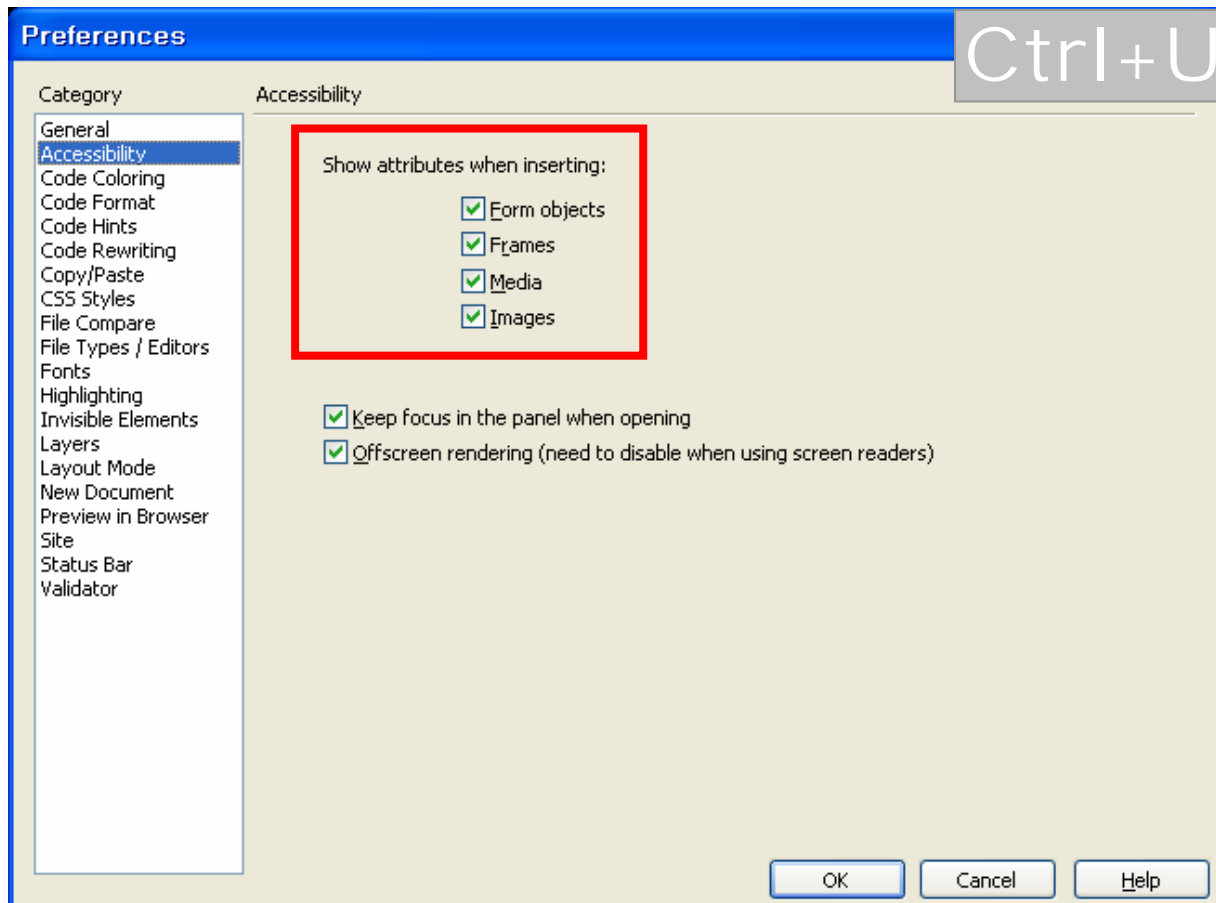 Preferences
Ctrl+U
Category
Accessibility
General
Accessibility
Code Coloring
Code Format
Code Hints
Code Rewriting
Copy/Paste
CSS Styles
File Compare
File Types / Editors
Fonts
Highlighting
Invisible Elements
Layers
Layout Mode
New Document
Preview in Browser
Site
Status Bar
Validator
Show attributes when inserting:
Form objects
Frames
Media
Images
Keep focus in the panel when opening
Offscreen rendering (need to disable when using screen readers)
OK
Cancel
Help